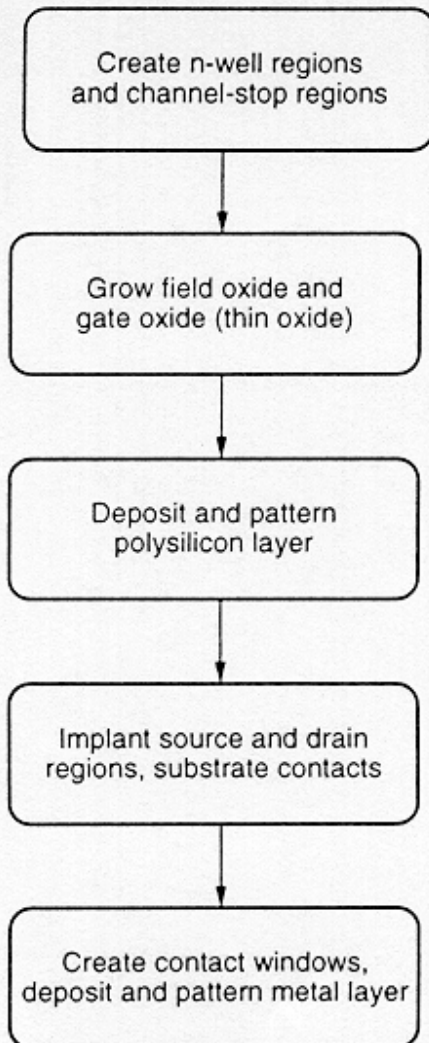 Create n-well regions
and channel-stop regions
Grow field oxide and
gate oxide (thin oxide)
Deposit and pattern
polysilicon layer
Implant source and drain
regions, substrate contacts
Create contact windows,
deposit and pattern metal layer